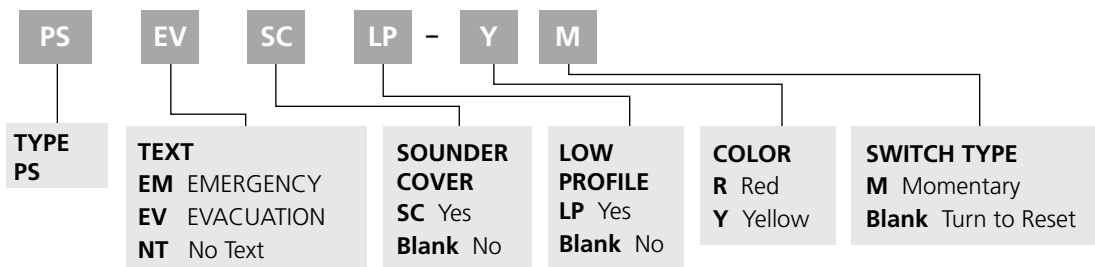 PS EV SC LP – Y M
TYPE
PS
TEXT
EM EMERGENCY
EV EVACUATION
NT No Text
SOUNDER
COVER
SC Yes
Blank No
LOW
PROFILE
LP Yes
Blank No
COLOR
R Red
Y Yellow
SWITCH TYPE
M Momentary
Blank Turn to Reset